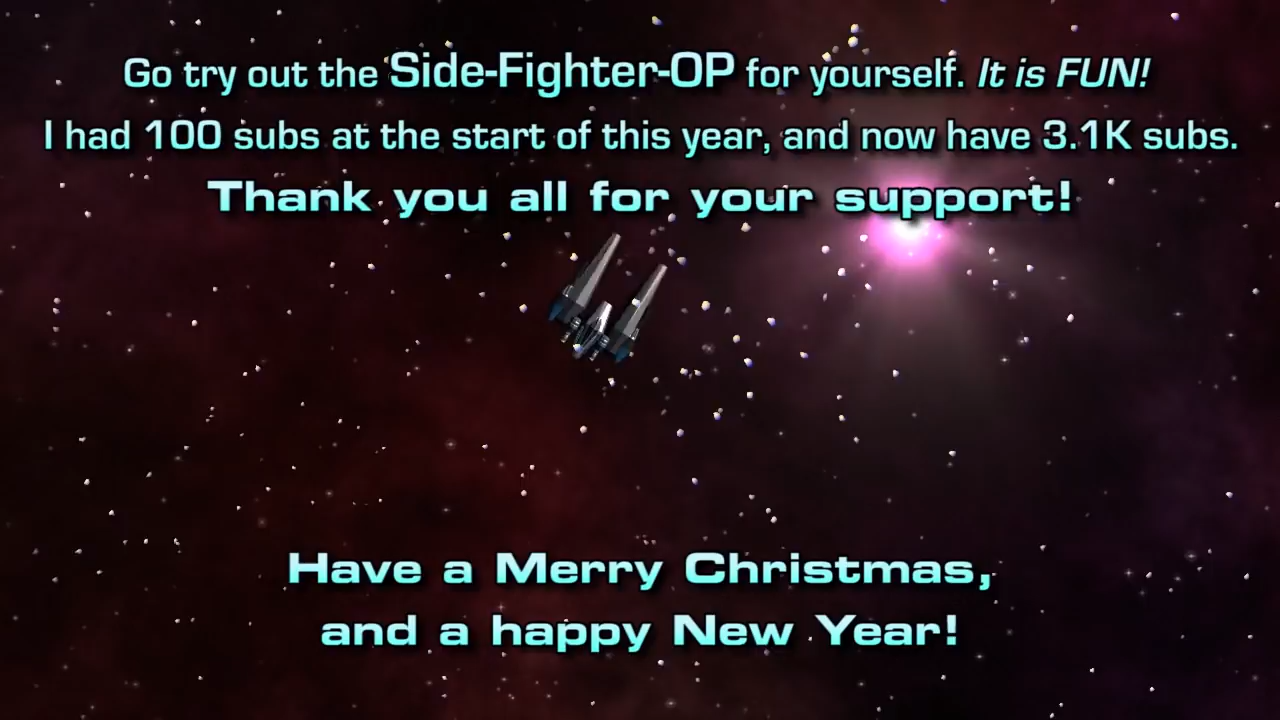 Go try out the Side-Fighter-OP for yourself. It is FUN!
I had 100 subs at the start of this year, and now have 3.1K subs.
Thank you all for your support!
Have a Merry Christmas,
and a happy New Year!